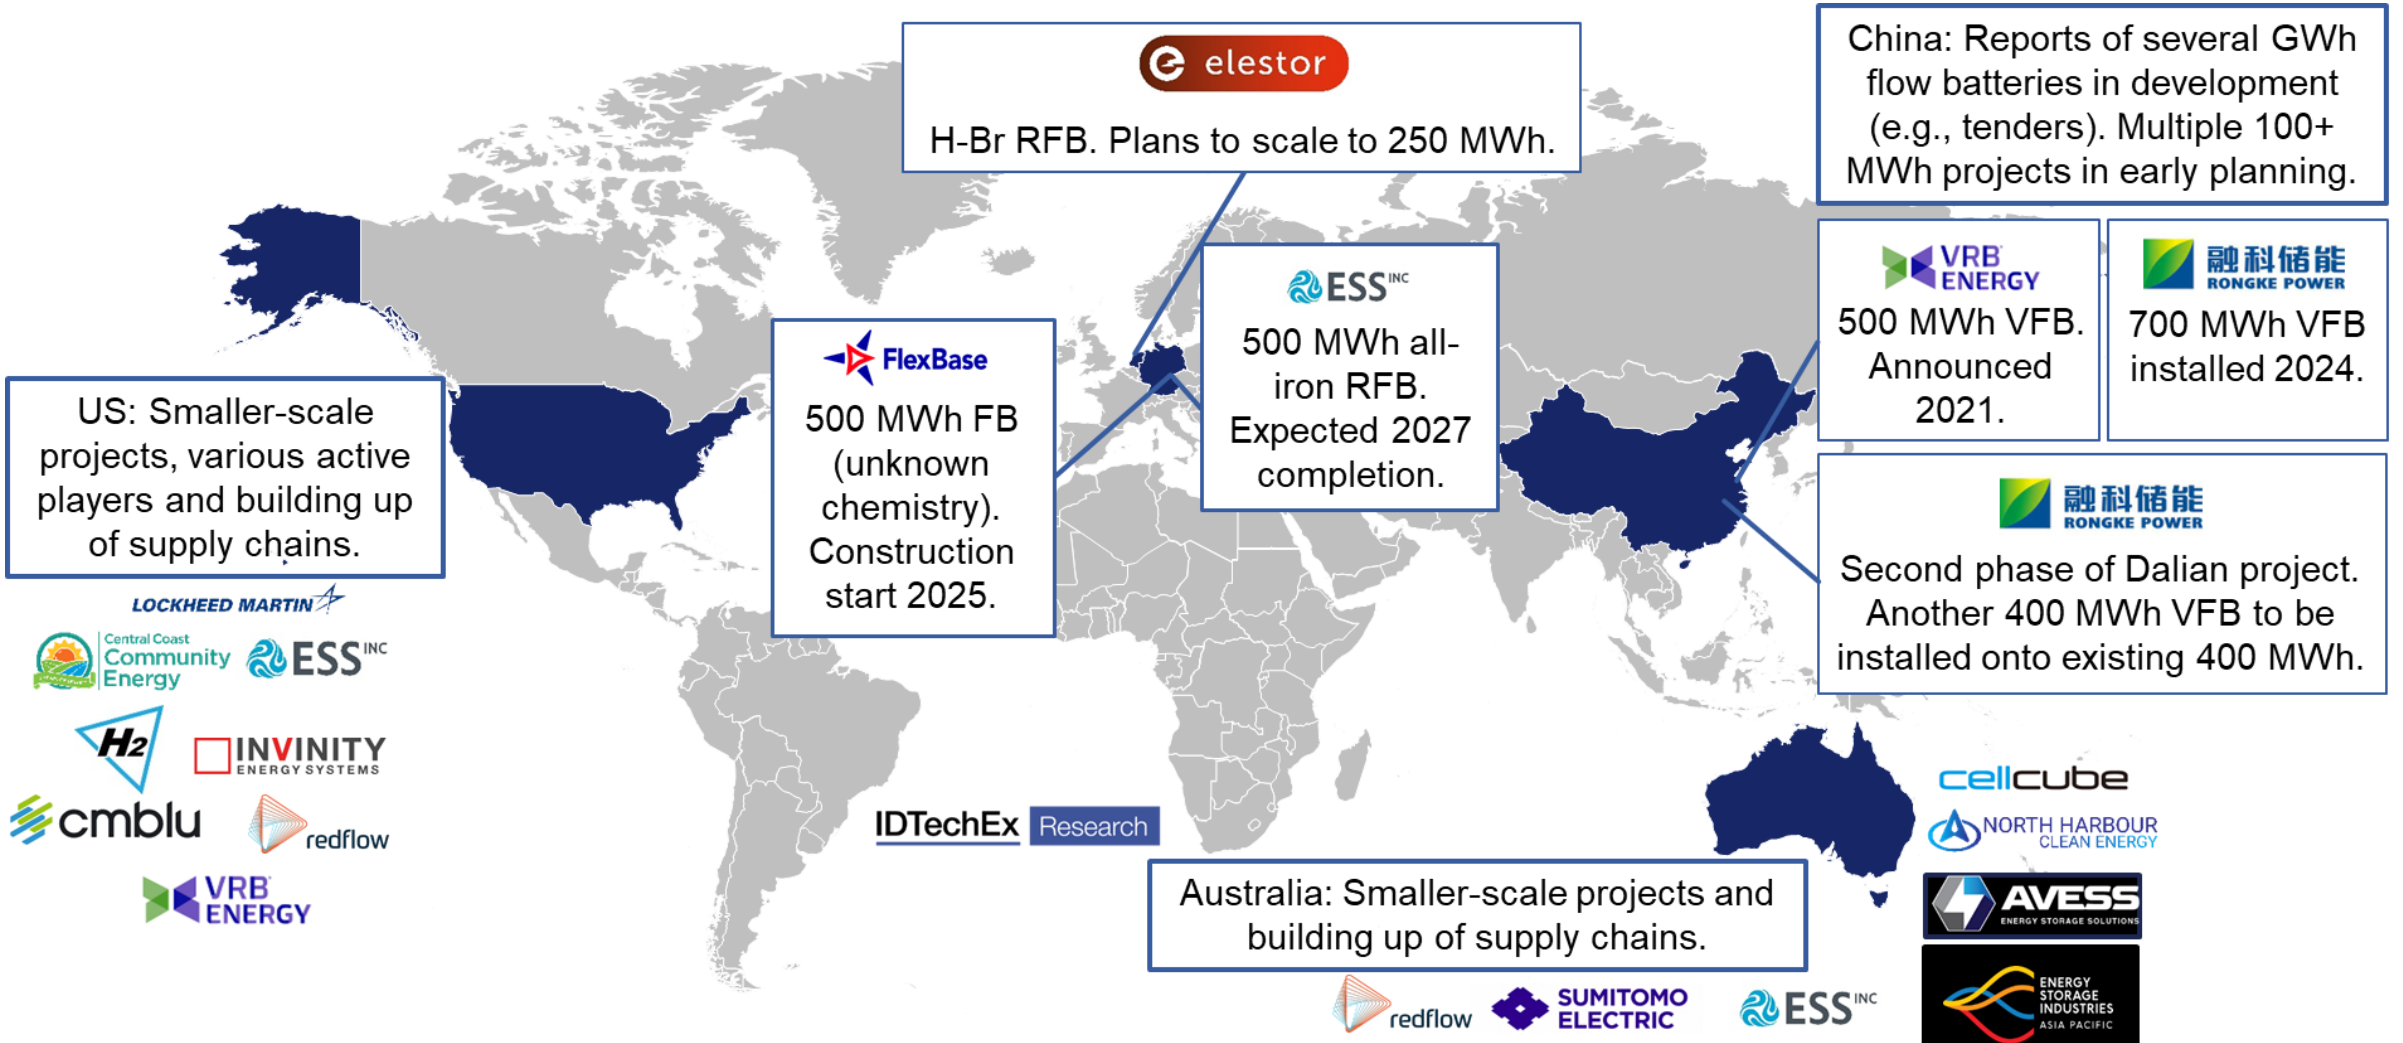 elestor
H-Br RFB. Plans to scale to 250 MWh.
China: Reports of several GWh
flow batteries in development
(e.g., tenders). Multiple 100+
MWh projects in early planning.
VRB
ENERGY
500 MWh VFB.
Announced
2021.
融科储能
RONGKE POWER
700 MWh VFB
installed 2024.
ESS INC
500 MWh all-
iron RFB.
Expected 2027
completion.
FlexBase
500 MWh FB
(unknown
chemistry).
Construction
start 2025.
US: Smaller-scale
projects, various active
players and building up
of supply chains.
融科储能
RONGKE POWER
Second phase of Dalian project.
Another 400 MWh VFB to be
installed onto existing 400 MWh.
LOCKHEED MARTIN
Central Coast
Community
Energy
ESS INC
H2
INVINITY
ENERGY SYSTEMS
cmblu
redflow
VRB
ENERGY
IDTechEx Research
cellcube
NORTH HARBOUR
CLEAN ENERGY
AVESS
ENERGY STORAGE SOLUTIONS
Australia: Smaller-scale projects and
building up of supply chains.
redflow
SUMITOMO
ELECTRIC
ESS INC
ENERGY
STORAGE
INDUSTRIES
ASIA PACIFIC